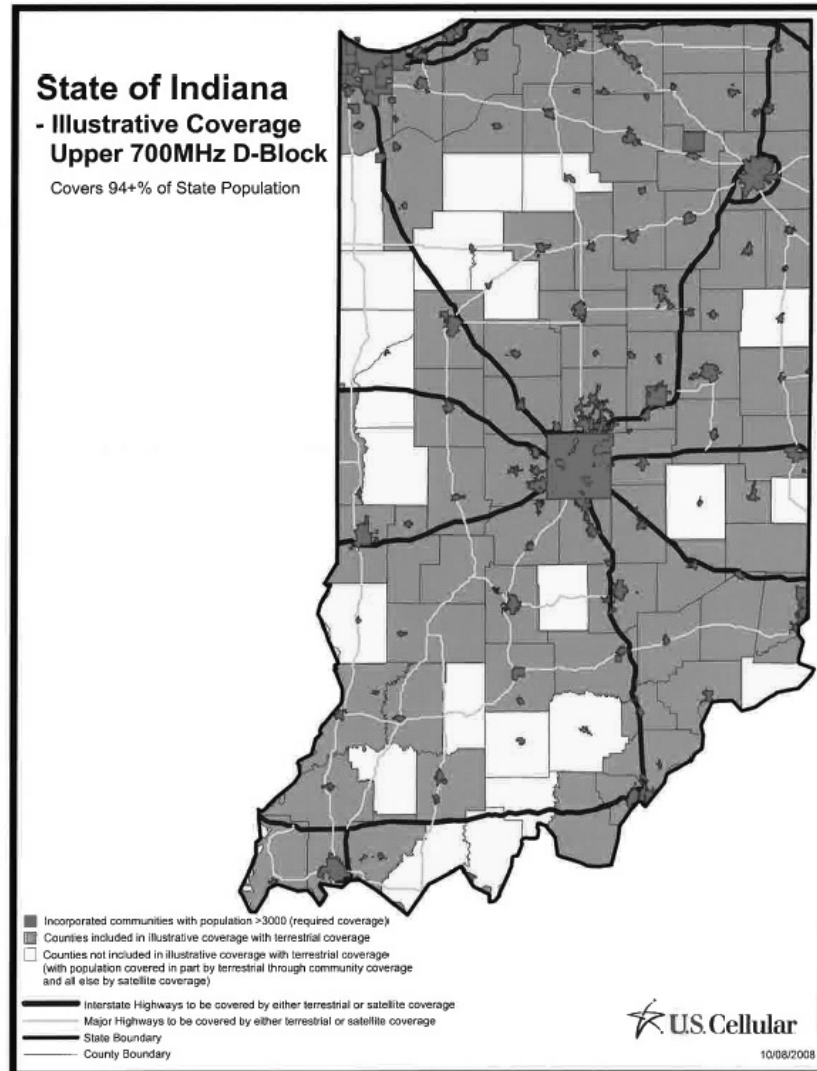 State of Indiana
- Illustrative Coverage
Upper 700MHz D-Block
Covers 94+% of State Population
Incorporated communities with population >3000 (required coverage)
Counties included in illustrative coverage with terrestrial coverage
Counties not included in illustrative coverage with terrestrial coverage
(with population covered in part by terrestrial through community coverage
and all else by satellite coverage)
Interstate Highways to be covered by either terrestrial or satellite coverage
Major Highways to be covered by either terrestrial or satellite coverage
State Boundary
County Boundary
U.S. Cellular
10/08/2008